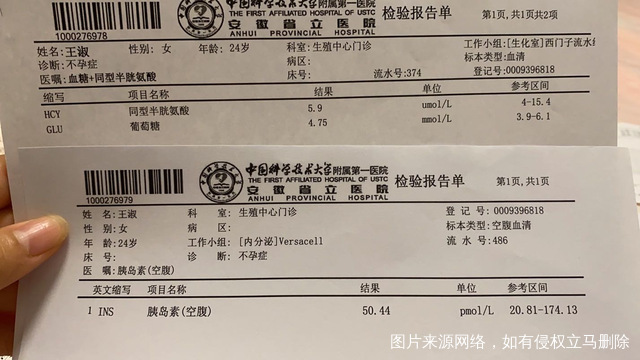 中国科学技术大学附属第一医院
THE FIRST AFFILIATED HOSPITAL OF USTC
安徽省立医院
ANHUI PROVINCIAL HOSPITAL
检验报告单
第1页,共1页共2项
1000276978
姓名:王淑 性别:女 年龄:24岁 科室:生殖中心门诊 工作小组:[生化室]西门子流水线
诊断:不孕症 病区: 标本类型:血清
医嘱:血糖+同型半胱氨酸 床号: 流水号:374 登记号:0009396818
缩写 项目名称 结果 单位 参考区间
HCY 同型半胱氨酸 5.9 umol/L 4-15.4
GLU 葡萄糖 4.75 mmol/L 3.9-6.1
中国科学技术大学附属第一医院
THE FIRST AFFILIATED HOSPITAL OF USTC
安徽省立医院
ANHUI PROVINCIAL HOSPITAL
检验报告单
第1页,共1页
1000276979
姓名:王淑 科室:生殖中心门诊 登记号:0009396818
性别:女 病区: 标本类型:空腹血清
年龄:24岁 工作小组:[内分泌]Versacell 流水号:486
床号: 诊断:不孕症
医嘱:胰岛素(空腹)
英文缩写 项目名称 结果 单位 参考区间
1 INS 胰岛素(空腹) 50.44 pmol/L 20.81-174.13
图片来源网络，如有侵权立马删除